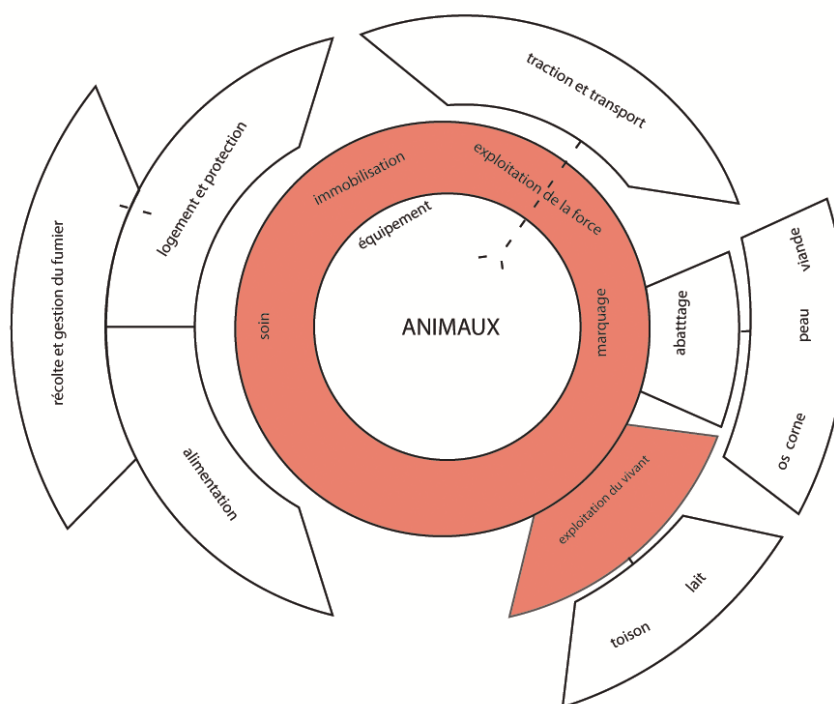 traction et transport
logement et protection
immobilisation
exploitation de la force
équipement
viande
récolte et gestion du fumier
soin
ANIMAUX
marquage
abatttage
peau
os corne
alimentation
exploitation du vivant
lait
toison